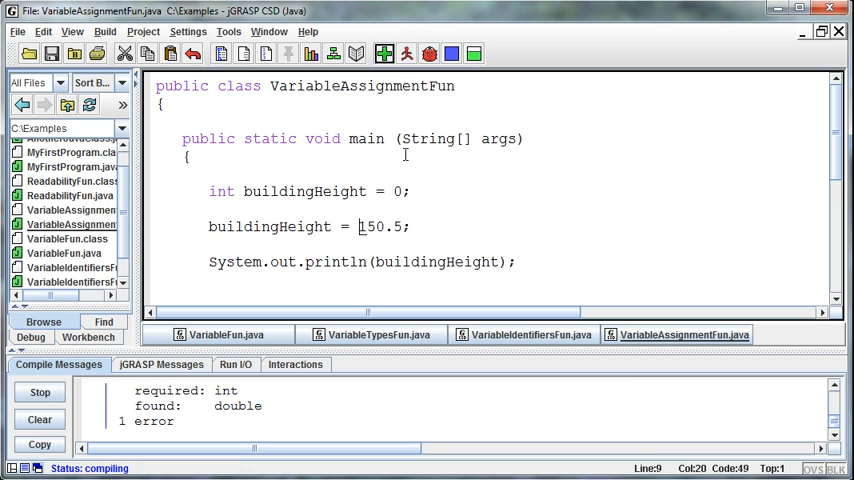 File: VariableAssignmentFun.java  C:\Examples - jGRASP CSD (Java)
File Edit View Build Project Settings Tools Window Help
All Files Sort B...
C:\Examples
MyFirstProgram.cla
MyFirstProgram.java
ReadabilityFun.class
ReadabilityFun.java
VariableAssignment
VariableAssignment
VariableFun.class
VariableFun.java
VariableIdentifiersFu
VariableIdentifiersFu
Browse Find
Debug Workbench
public class VariableAssignmentFun
{
public static void main (String[] args)
{
int buildingHeight = 0;
buildingHeight = 150.5;
System.out.println(buildingHeight);
VariableFun.java VariableTypesFun.java VariableIdentifiersFun.java VariableAssignmentFun.java
Compile Messages jGRASP Messages Run I/O Interactions
Stop
Clear
Copy
required: int
found:    double
1 error
Status: compiling Line:9 Col:20 Code:49 Top:1 OVS BLK